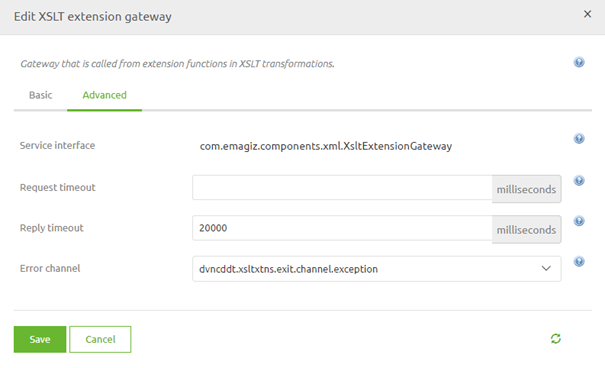 Edit XSLT extension gateway ×
Gateway that is called from extension functions in XSLT transformations.
Basic Advanced
Service interface com.emagiz.components.xml.XsltExtensionGateway
Request timeout milliseconds
Reply timeout 20000 milliseconds
Error channel dvncddt.xsltxtns.exit.channel.exception
Save Cancel